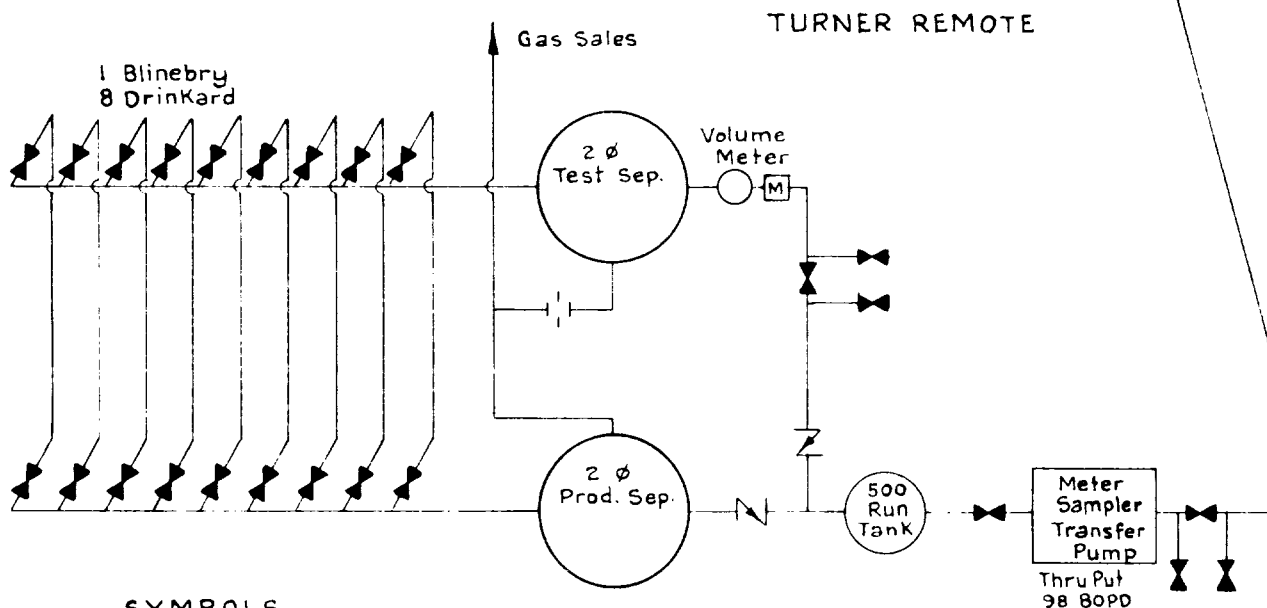 TURNER REMOTE
Gas Sales
1 Blinebry
8 Drinkard
Volume
Meter
2 Ø
Test Sep.
M
2 Ø
Prod. Sep.
500
Run
Tank
Meter
Sampler
Transfer
Pump
Thru Put
98 BOPD
SYMBOLS